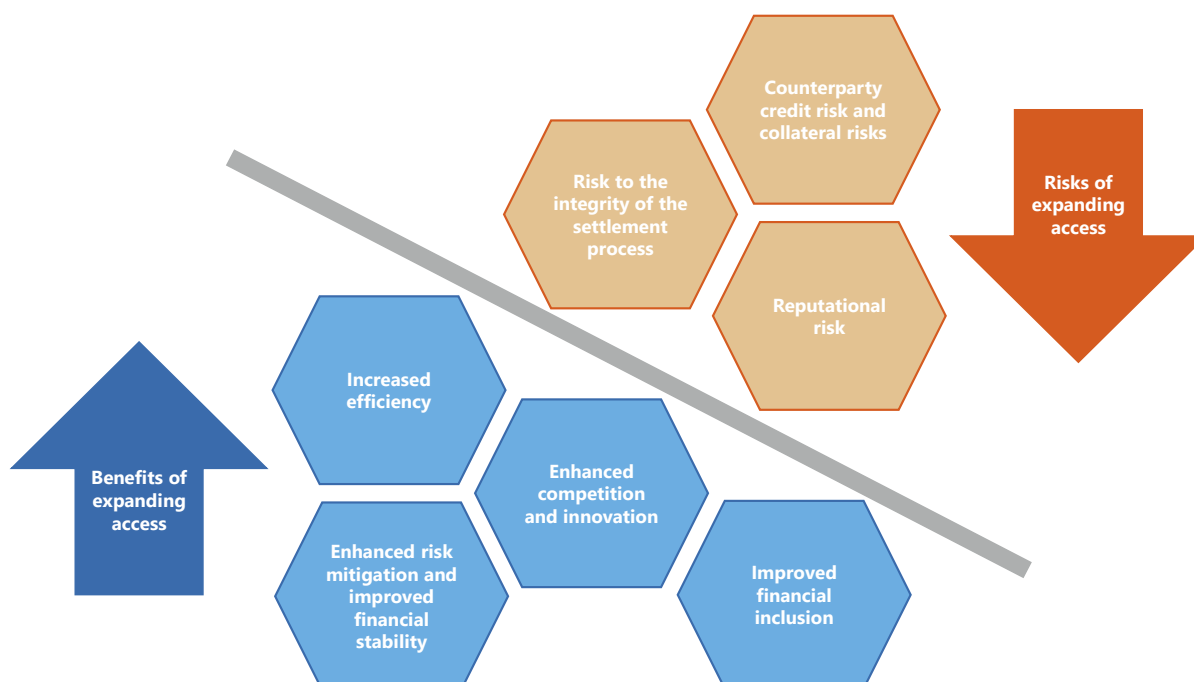 Counterparty
credit risk and
collateral risks
Risk to the
integrity of the
settlement
process
Risks of
expanding
access
Reputational
risk
Increased
efficiency
Benefits of
expanding
access
Enhanced
competition
and innovation
Enhanced risk
mitigation and
improved
financial
stability
Improved
financial
inclusion